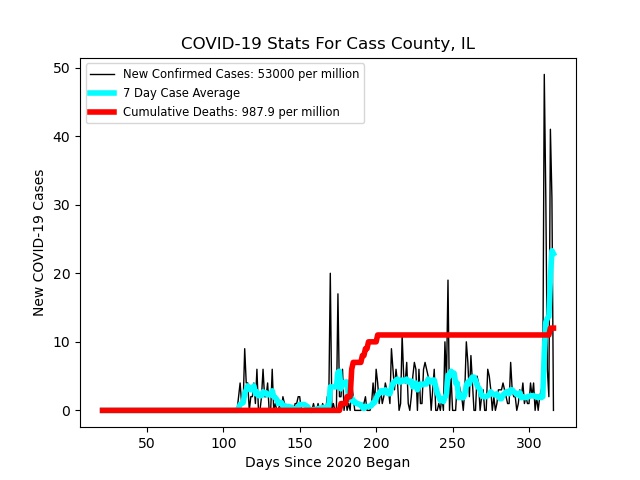 COVID-19 Stats For Cass County, IL
New Confirmed Cases: 53000 per million
7 Day Case Average
Cumulative Deaths: 987.9 per million
New COVID-19 Cases
50
40
30
20
10
0
50 100 150 200 250 300
Days Since 2020 Began